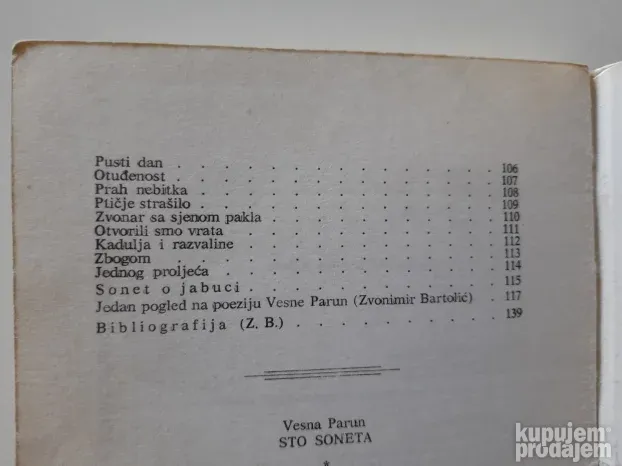 Pusti dan . . . . . . . . . . . . . . 106
Otuđenost . . . . . . . . . . . . . . 107
Prah nebitka . . . . . . . . . . . . . 108
Ptičje strašilo . . . . . . . . . . . . . 109
Zvonar sa sjenom pakla . . . . . . . . . . 110
Otvorili smo vrata . . . . . . . . . . . 111
Kadulja i razvaline . . . . . . . . . . . 112
Zbogom . . . . . . . . . . . . . . . 113
Jednog proljeća . . . . . . . . . . . . 114
Sonet o jabuci . . . . . . . . . . . . 115
Jedan pogled na poeziju Vesne Parun (Zvonimir Bartolić) . 117
Bibliografija (Z. B.) . . . . . . . . . . 139
Vesna Parun
STO SONETA
*
kupujem
prodajem